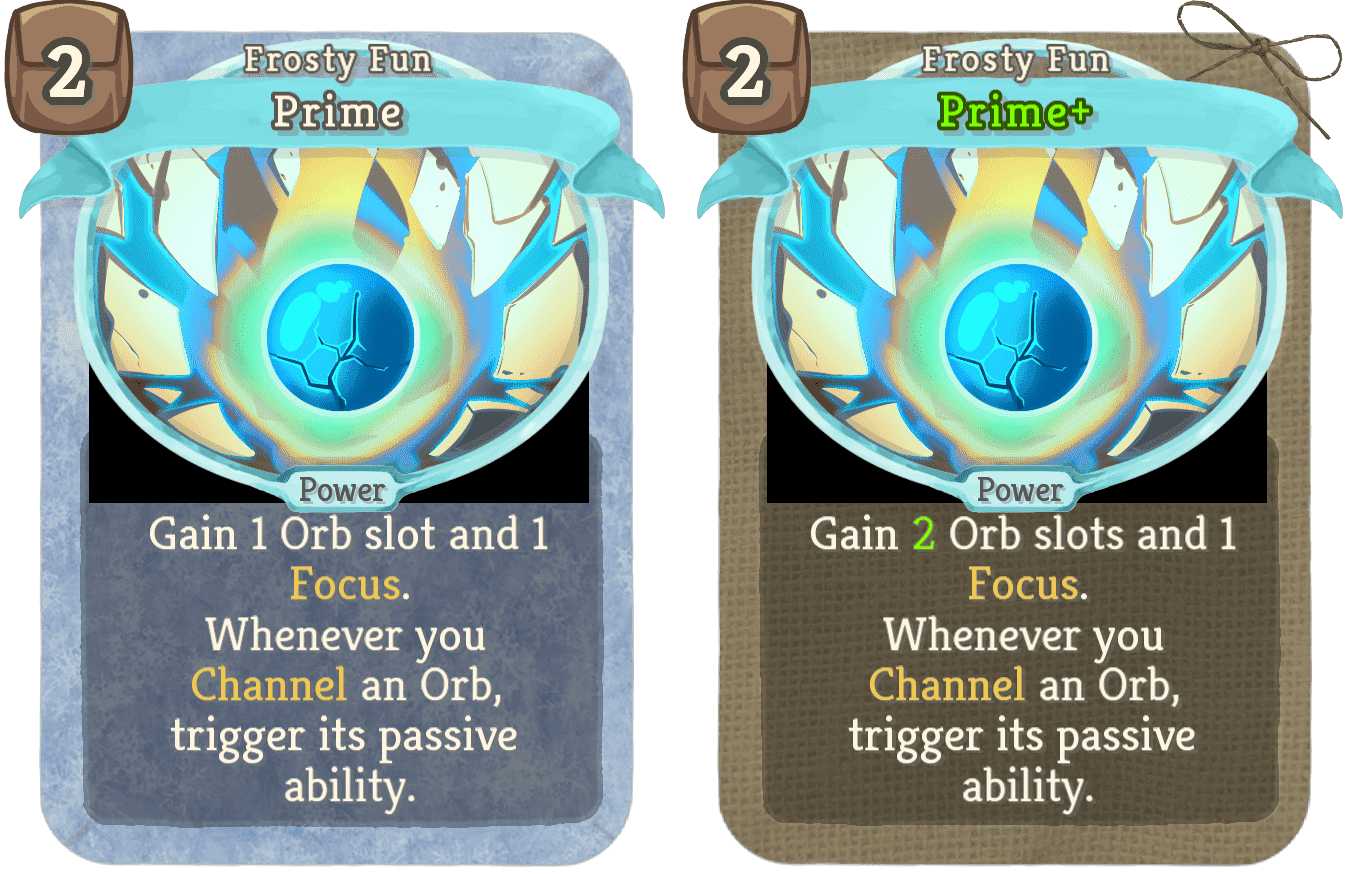 2
Frosty Fun
Prime
Power
Gain 1 Orb slot and 1
Focus.
Whenever you
Channel an Orb,
trigger its passive
ability.
2
Frosty Fun
Prime+
Power
Gain 2 Orb slots and 1
Focus.
Whenever you
Channel an Orb,
trigger its passive
ability.